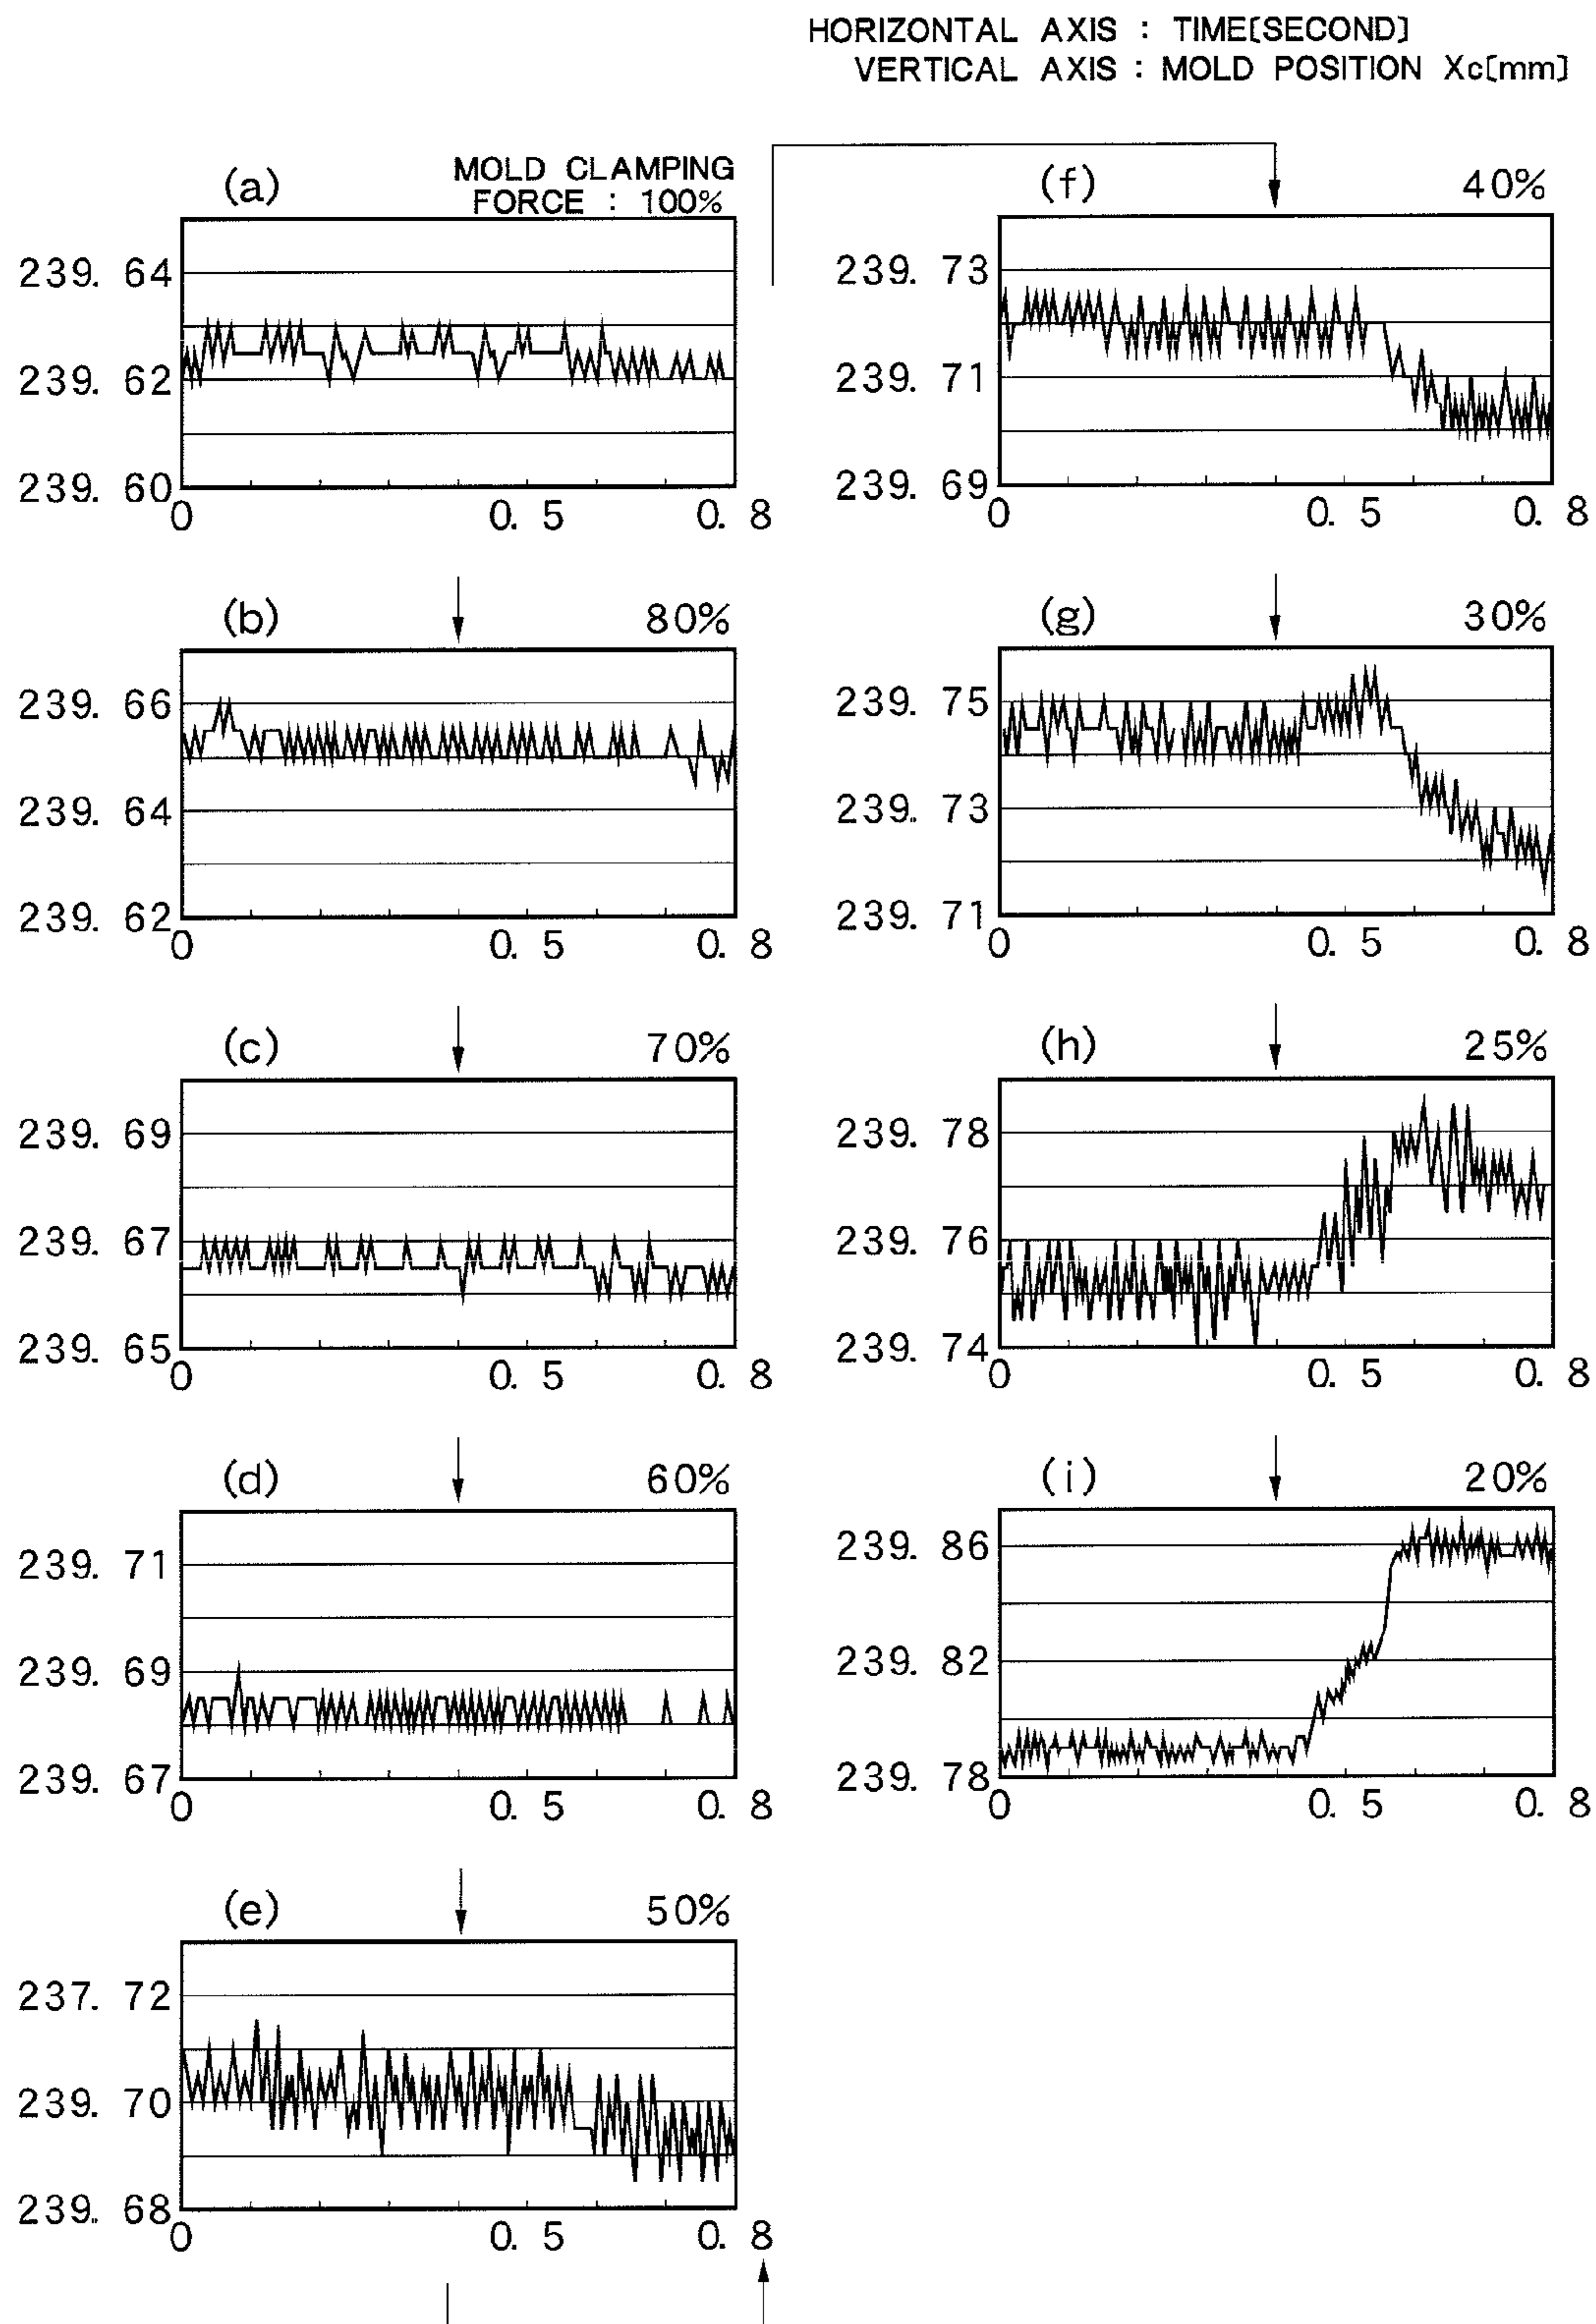 HORIZONTAL AXIS : TIME[SECOND]
VERTICAL AXIS : MOLD POSITION Xc[mm]
(a)
MOLD CLAMPING
FORCE : 100%
239. 64
239. 62
239. 60
0 0. 5 0. 8
(b) 80%
239. 66
239. 64
239. 62
0 0. 5 0. 8
(c) 70%
239. 69
239. 67
239. 65
0 0. 5 0. 8
(d) 60%
239. 71
239. 69
239. 67
0 0. 5 0. 8
(e) 50%
237. 72
239. 70
239. 68
0 0. 5 0. 8
(f) 40%
239. 73
239. 71
239. 69
0 0. 5 0. 8
(g) 30%
239. 75
239. 73
239. 71
0 0. 5 0. 8
(h) 25%
239. 78
239. 76
239. 74
0 0. 5 0. 8
(i) 20%
239. 86
239. 82
239. 78
0 0. 5 0. 8